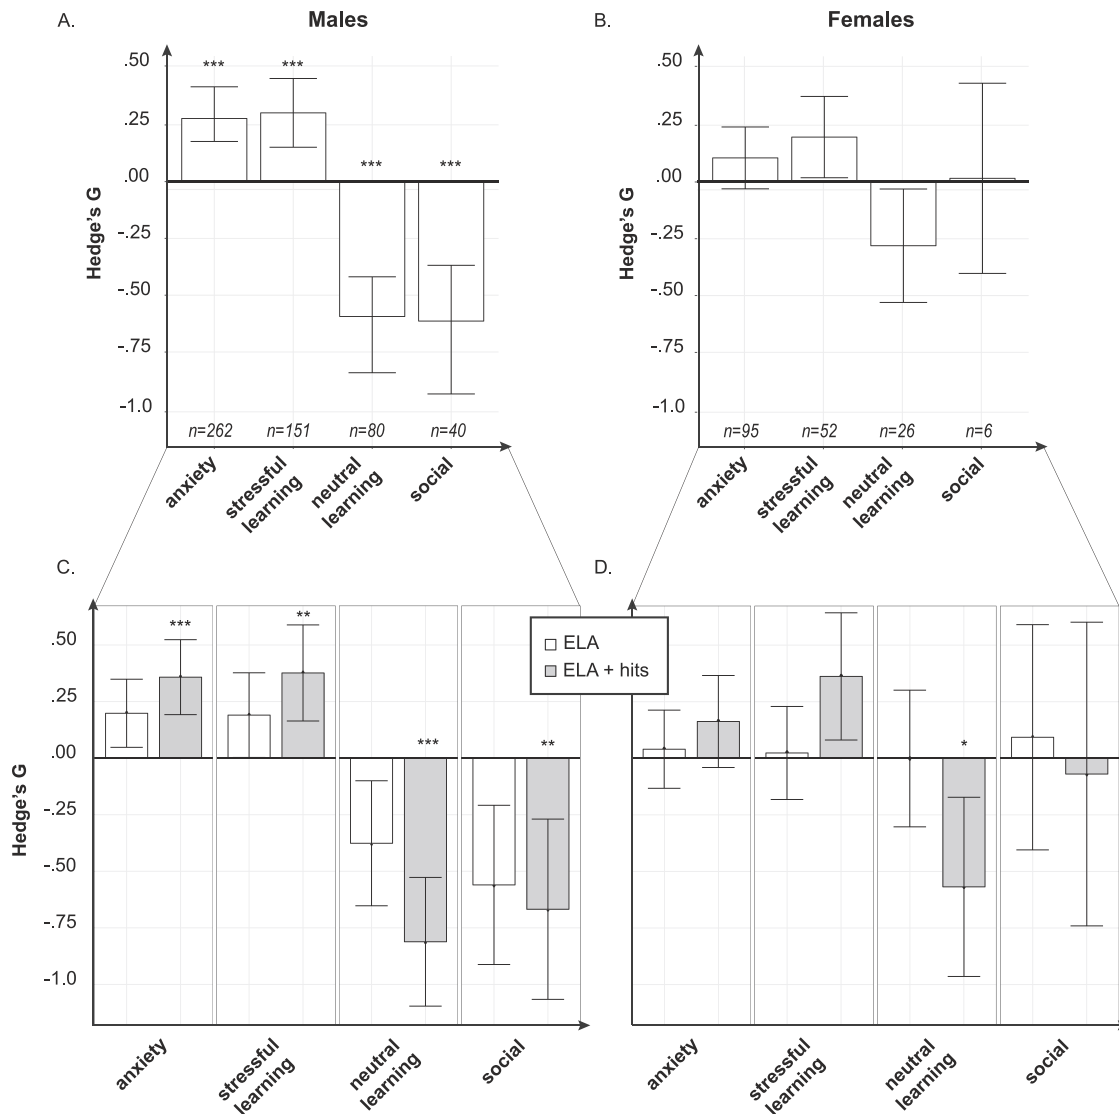 A.
Males
B.
Females
Hedge's G
.50
.25
.00
-.25
-.50
-.75
-1.0
***
***
***
***
n=262
n=151
n=80
n=40
anxiety
stressful
learning
neutral
learning
social
Hedge's G
.50
.25
.00
-.25
-.50
-.75
-1.0
n=95
n=52
n=26
n=6
anxiety
stressful
learning
neutral
learning
social
C.
D.
Hedge's G
.50
.25
.00
-.25
-.50
-.75
-1.0
***
**
***
**
ELA
ELA + hits
*
anxiety
stressful
learning
neutral
learning
social
anxiety
stressful
learning
neutral
learning
social